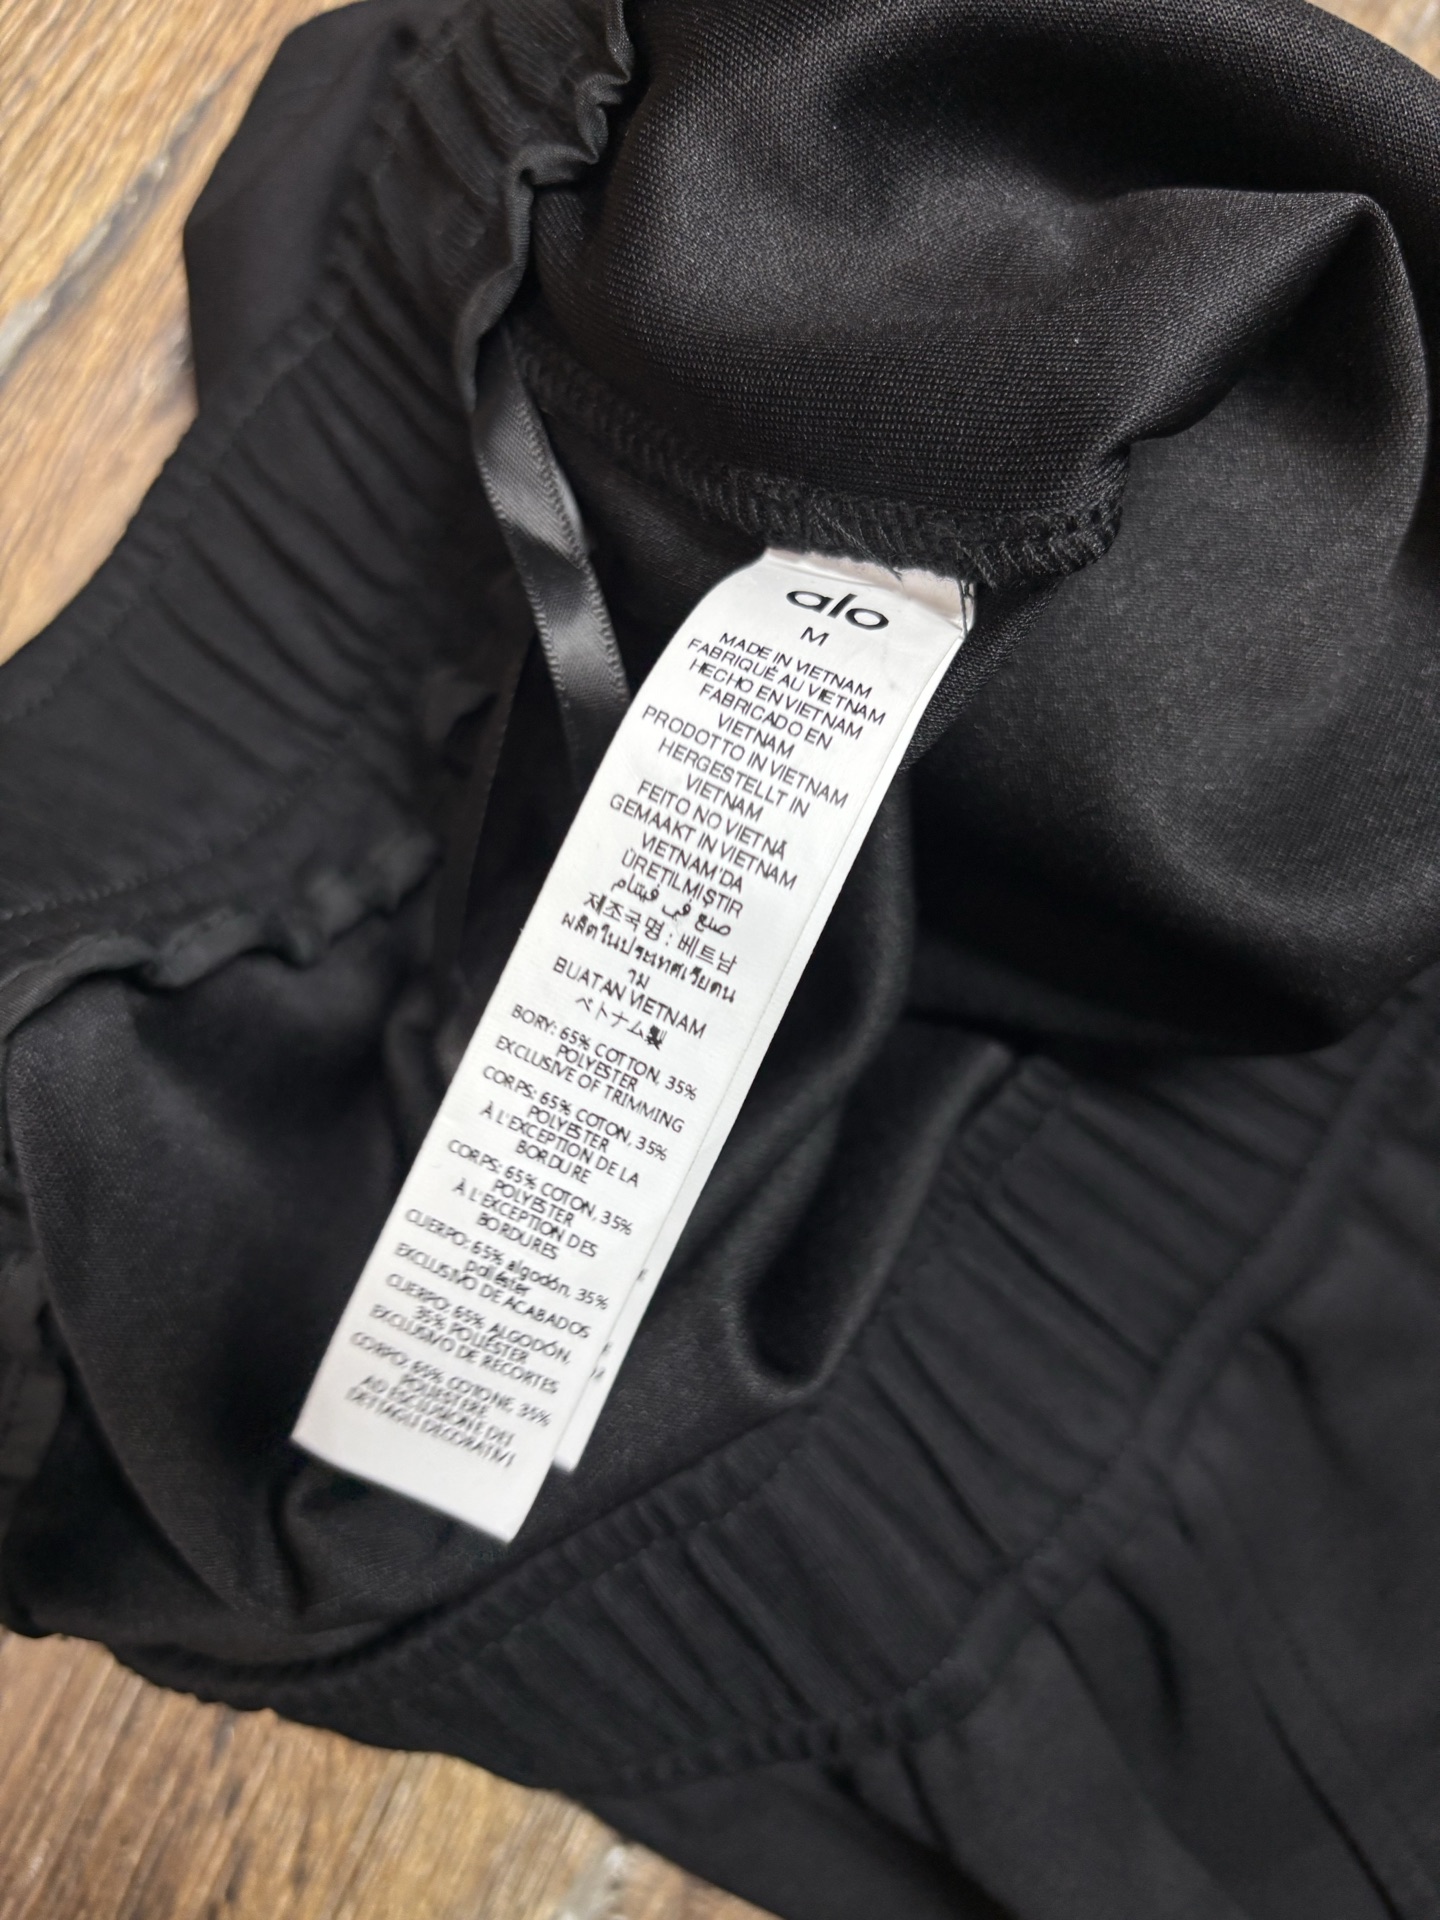 alo
M
MADE IN VIETNAM
FABRIQUÉ AU VIETNAM
HECHO EN VIETNAM
FABRICADO EN
VIETNAM
PRODOTTO IN VIETNAM
HERGESTELLT IN
VIETNAM
FEITO NO VIETNÃ
GEMAAKT IN VIETNAM
VIETNAM'DA
ÜRETILMIŞTIR
صنع في فيتنام
제조국명 : 베트남
ผลิตในประเทศเวียดน
าม
BUATAN VIETNAM
ベトナム製
BORY: 65% COTTON, 35%
POLYESTER
EXCLUSIVE OF TRIMMING
CORPS: 65% COTON, 35%
POLYESTER
À L'EXCEPTION DE LA
BORDURE
CORPS: 65% COTON, 35%
POLYESTER
À L'EXCEPTION DES
BORDURES
CUERPO: 65% algodón, 35%
poliéster
EXCLUSIVO DE ACABADOS
CUERPO: 65% ALGODÓN,
35% POLIÉSTER
EXCLUSIVO DE RECORTES
CORPO: 65% COTONE, 35%
POLIESTERE
AD ESCLUSIONE DEI
DETTAGLI DECORATIVI